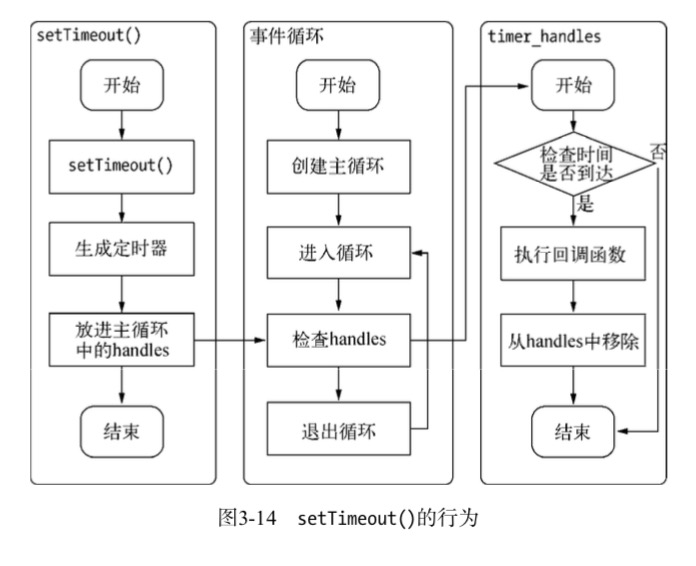 setTimeout()
开始
setTimeout()
生成定时器
放进主循环
中的handles
结束
事件循环
开始
创建主循环
进入循环
检查handles
退出循环
timer_handles
开始
检查时间
是否到达
否
是
执行回调函数
从handles中移除
结束
图3-14 setTimeout()的行为